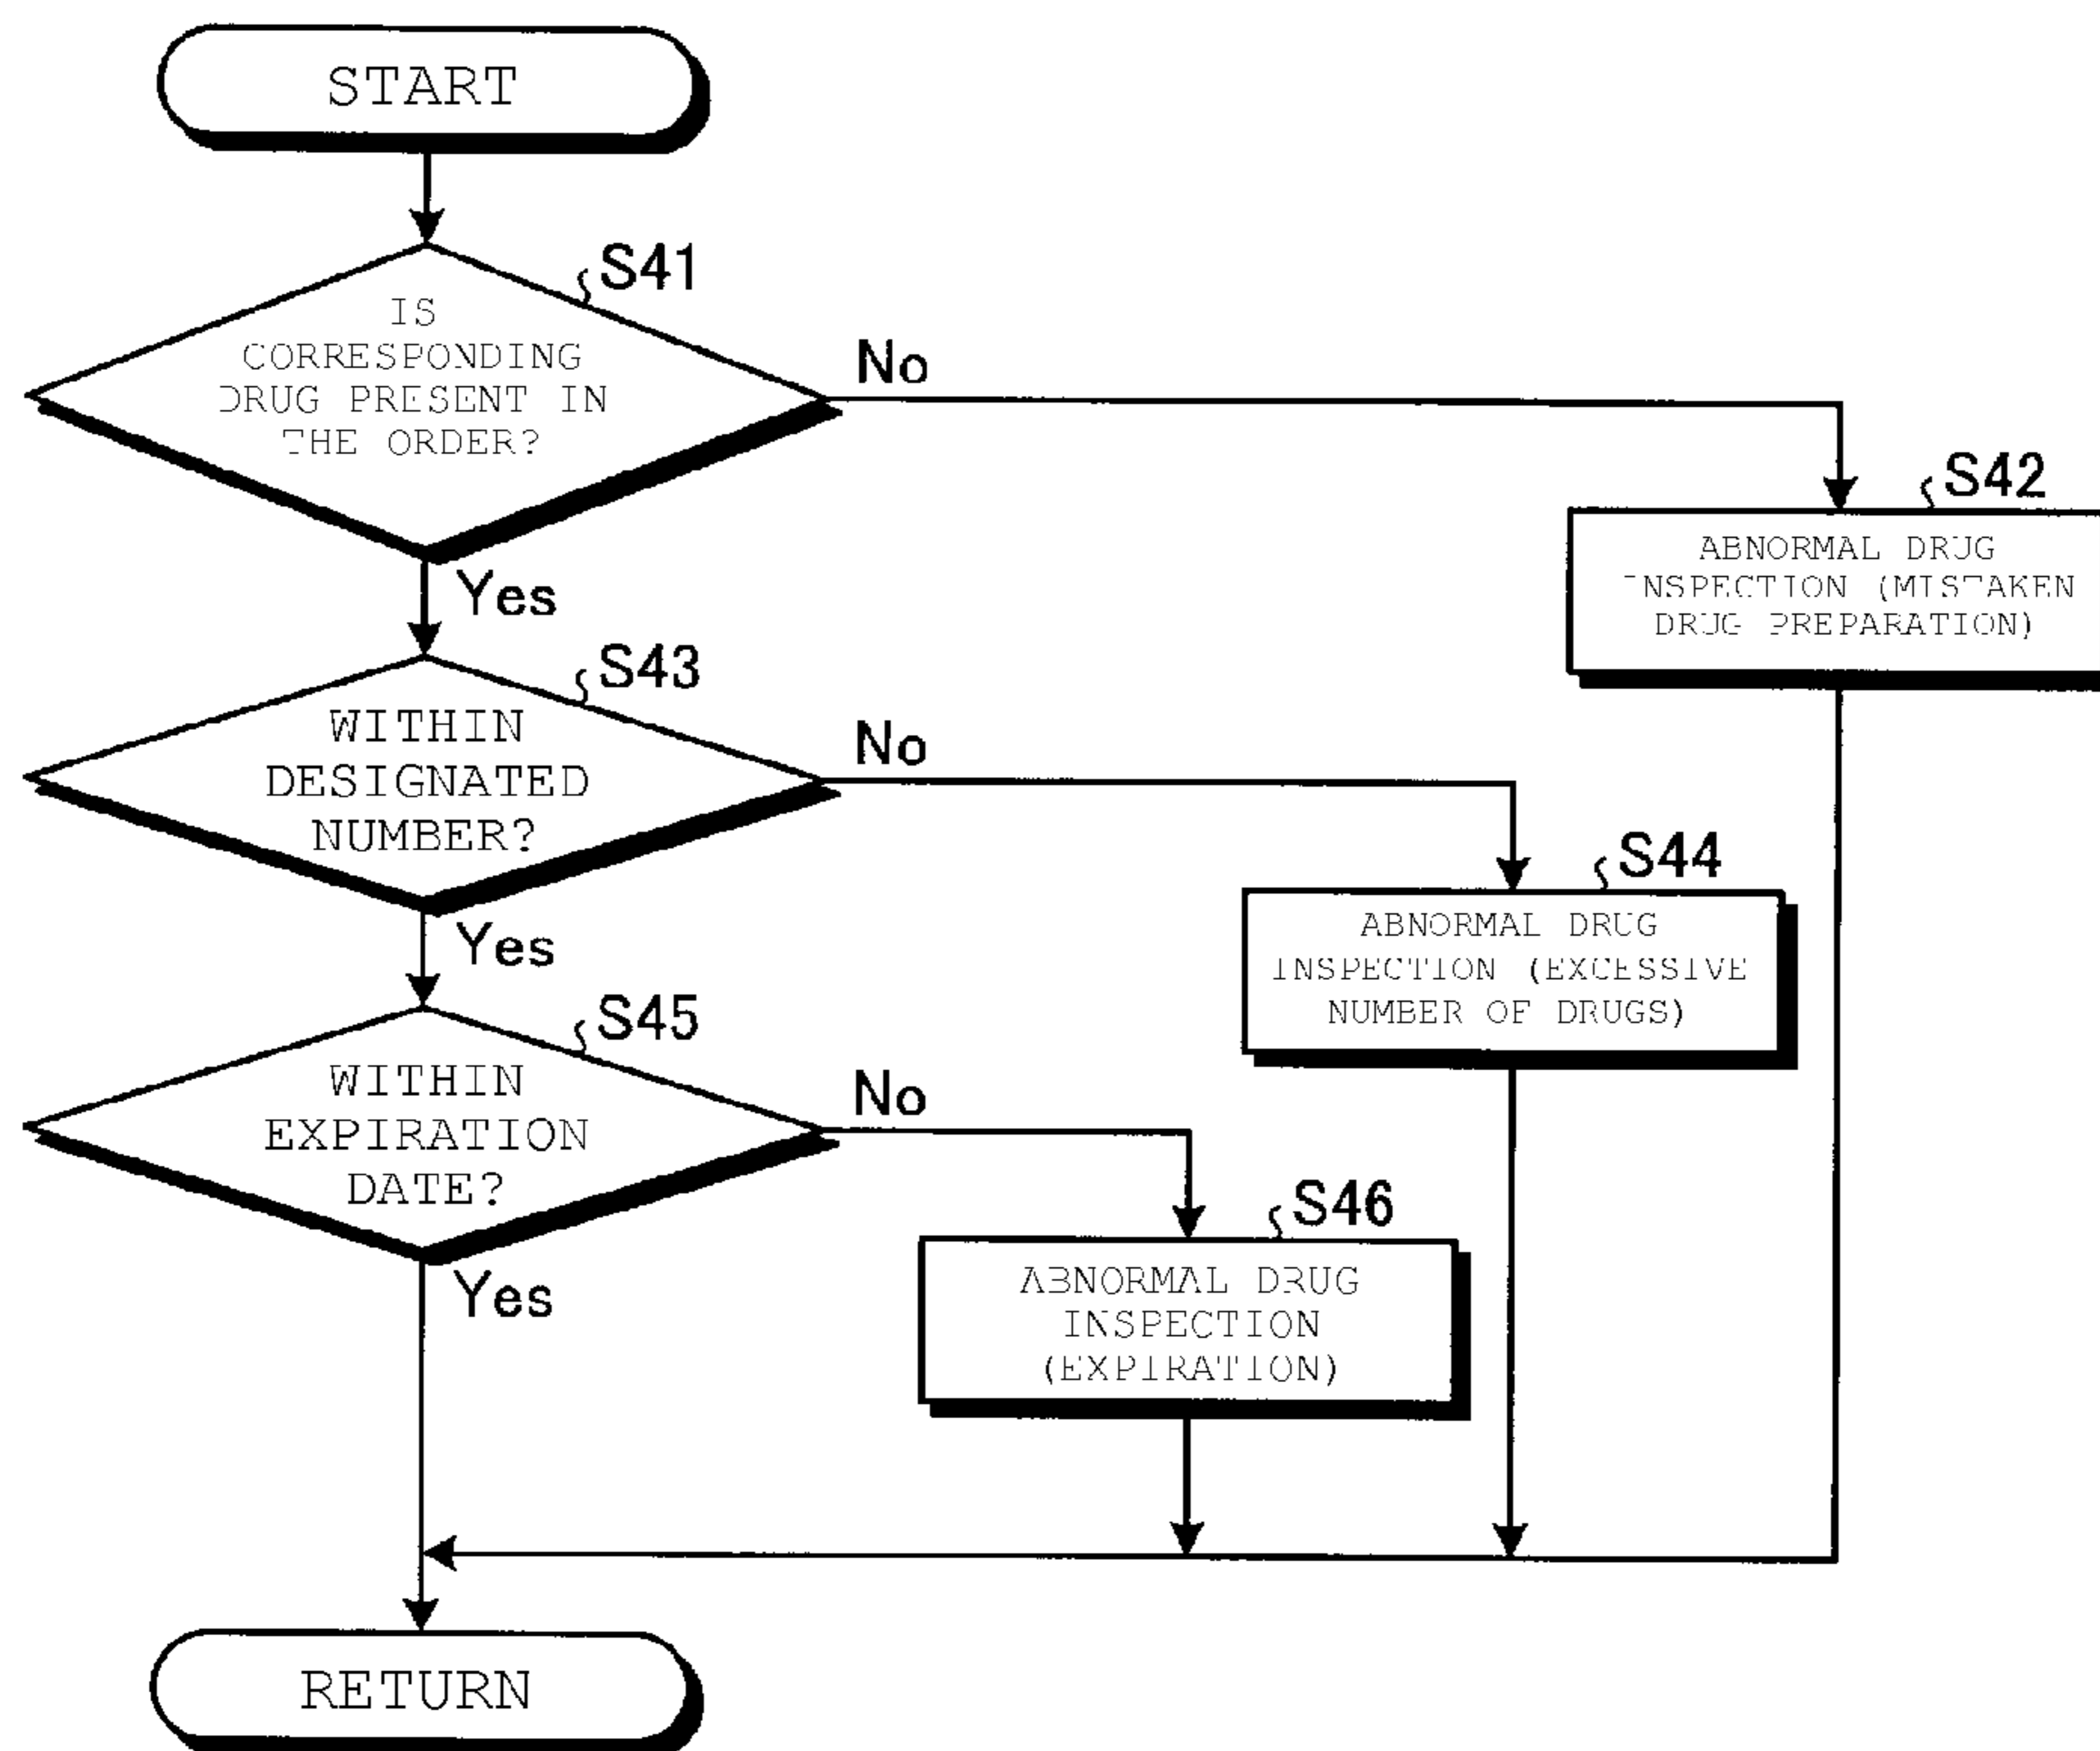 START
S41
IS
CORRESPONDING
DRUG PRESENT IN
THE ORDER?
No
S42
ABNORMAL DRUG
INSPECTION (MISTAKEN
DRUG PREPARATION)
Yes
S43
WITHIN
DESIGNATED
NUMBER?
No
S44
ABNORMAL DRUG
INSPECTION (EXCESSIVE
NUMBER OF DRUGS)
Yes
S45
WITHIN
EXPIRATION
DATE?
No
S46
ABNORMAL DRUG
INSPECTION
(EXPIRATION)
Yes
RETURN